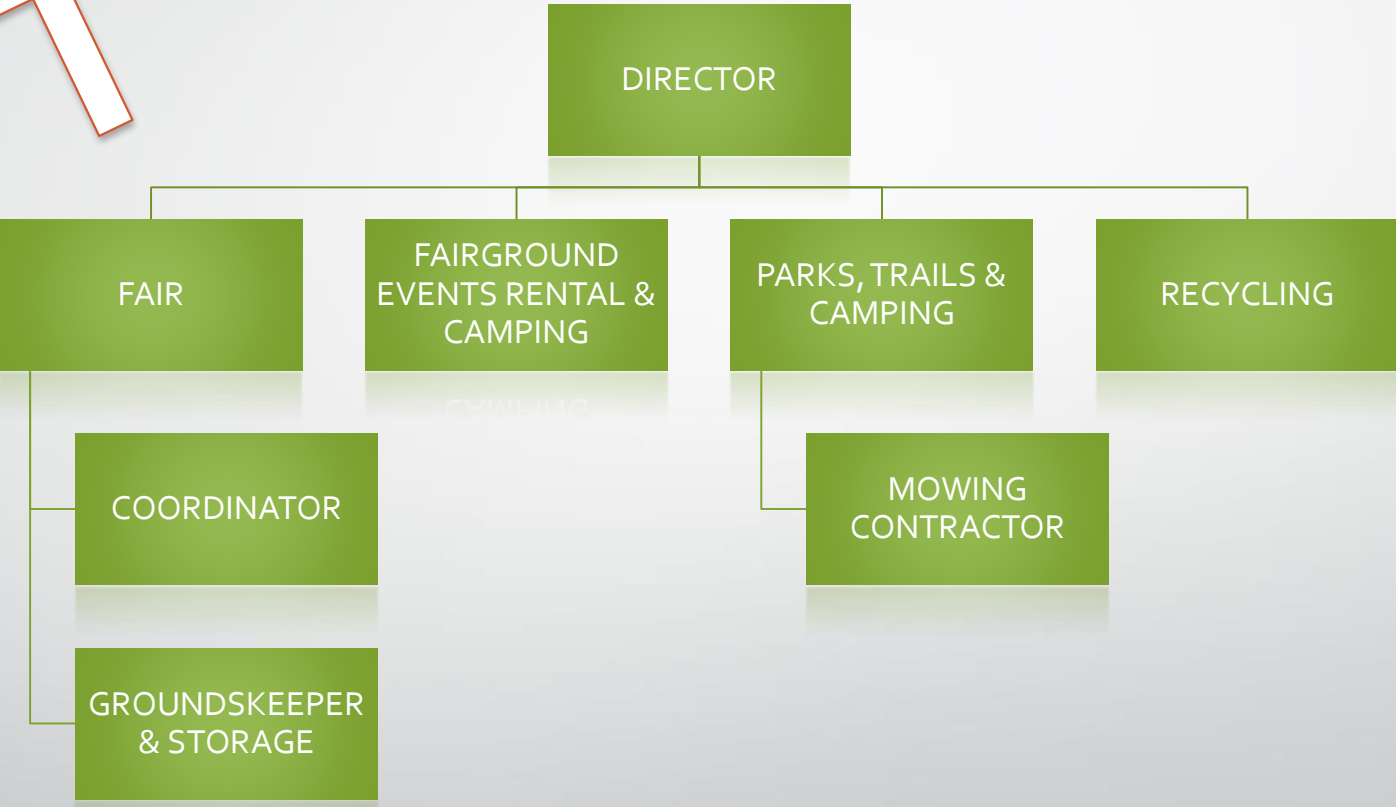 DIRECTOR
FAIR
FAIRGROUND
EVENTS RENTAL &
CAMPING
PARKS, TRAILS &
CAMPING
RECYCLING
COORDINATOR
MOWING
CONTRACTOR
GROUNDSKEEPER
& STORAGE